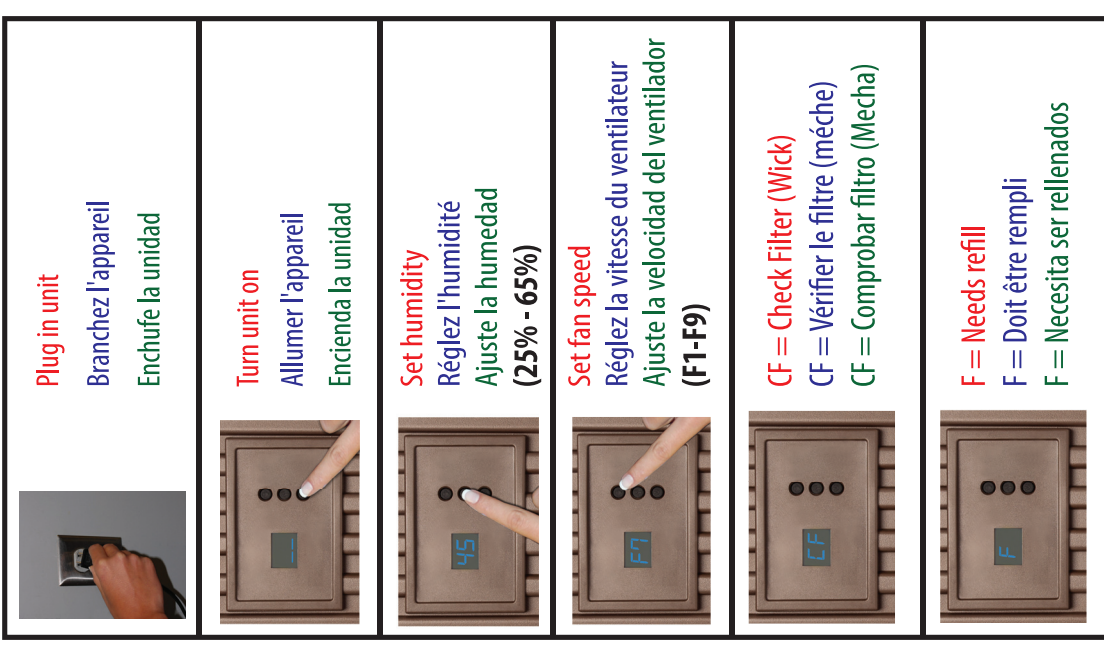 Plug in unit
Branchez l'appareil
Enchufe la unidad
Turn unit on
Allumer l'appareil
Encienda la unidad
--
Set humidity
Réglez l'humidité
Ajuste la humedad
(25% - 65%)
45
Set fan speed
Réglez la vitesse du ventilateur
Ajuste la velocidad del ventilador
(F1-F9)
F7
CF = Check Filter (Wick)
CF = Vérifier le filtre (méche)
CF = Comprobar filtro (Mecha)
CF
F = Needs refill
F = Doit être rempli
F = Necesita ser rellenados
F